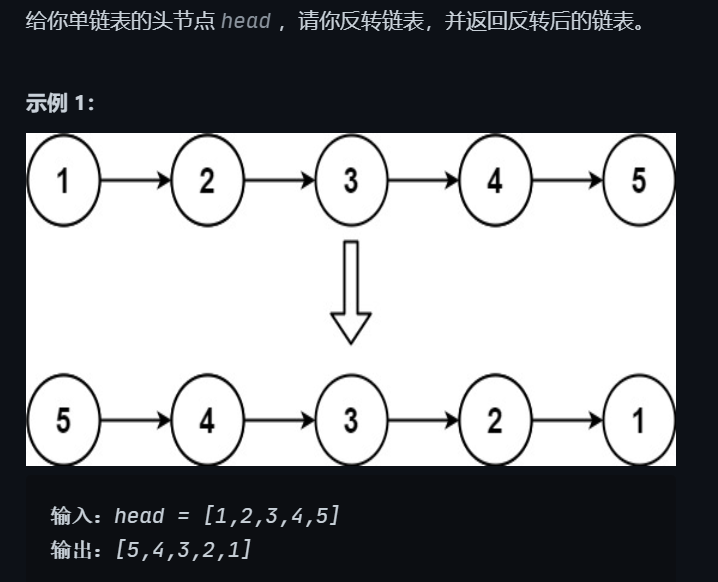 给你单链表的头节点 head ，请你反转链表，并返回反转后的链表。
示例 1：
1 2 3 4 5
5 4 3 2 1
输入：head = [1,2,3,4,5]
输出：[5,4,3,2,1]